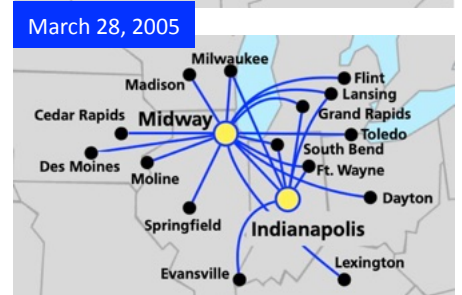 March 28, 2005
Milwaukee
Madison
Flint
Lansing
Grand Rapids
Cedar Rapids
Midway
Toledo
South Bend
Des Moines
Moline
Ft. Wayne
Dayton
Springfield
Indianapolis
Evansville
Lexington